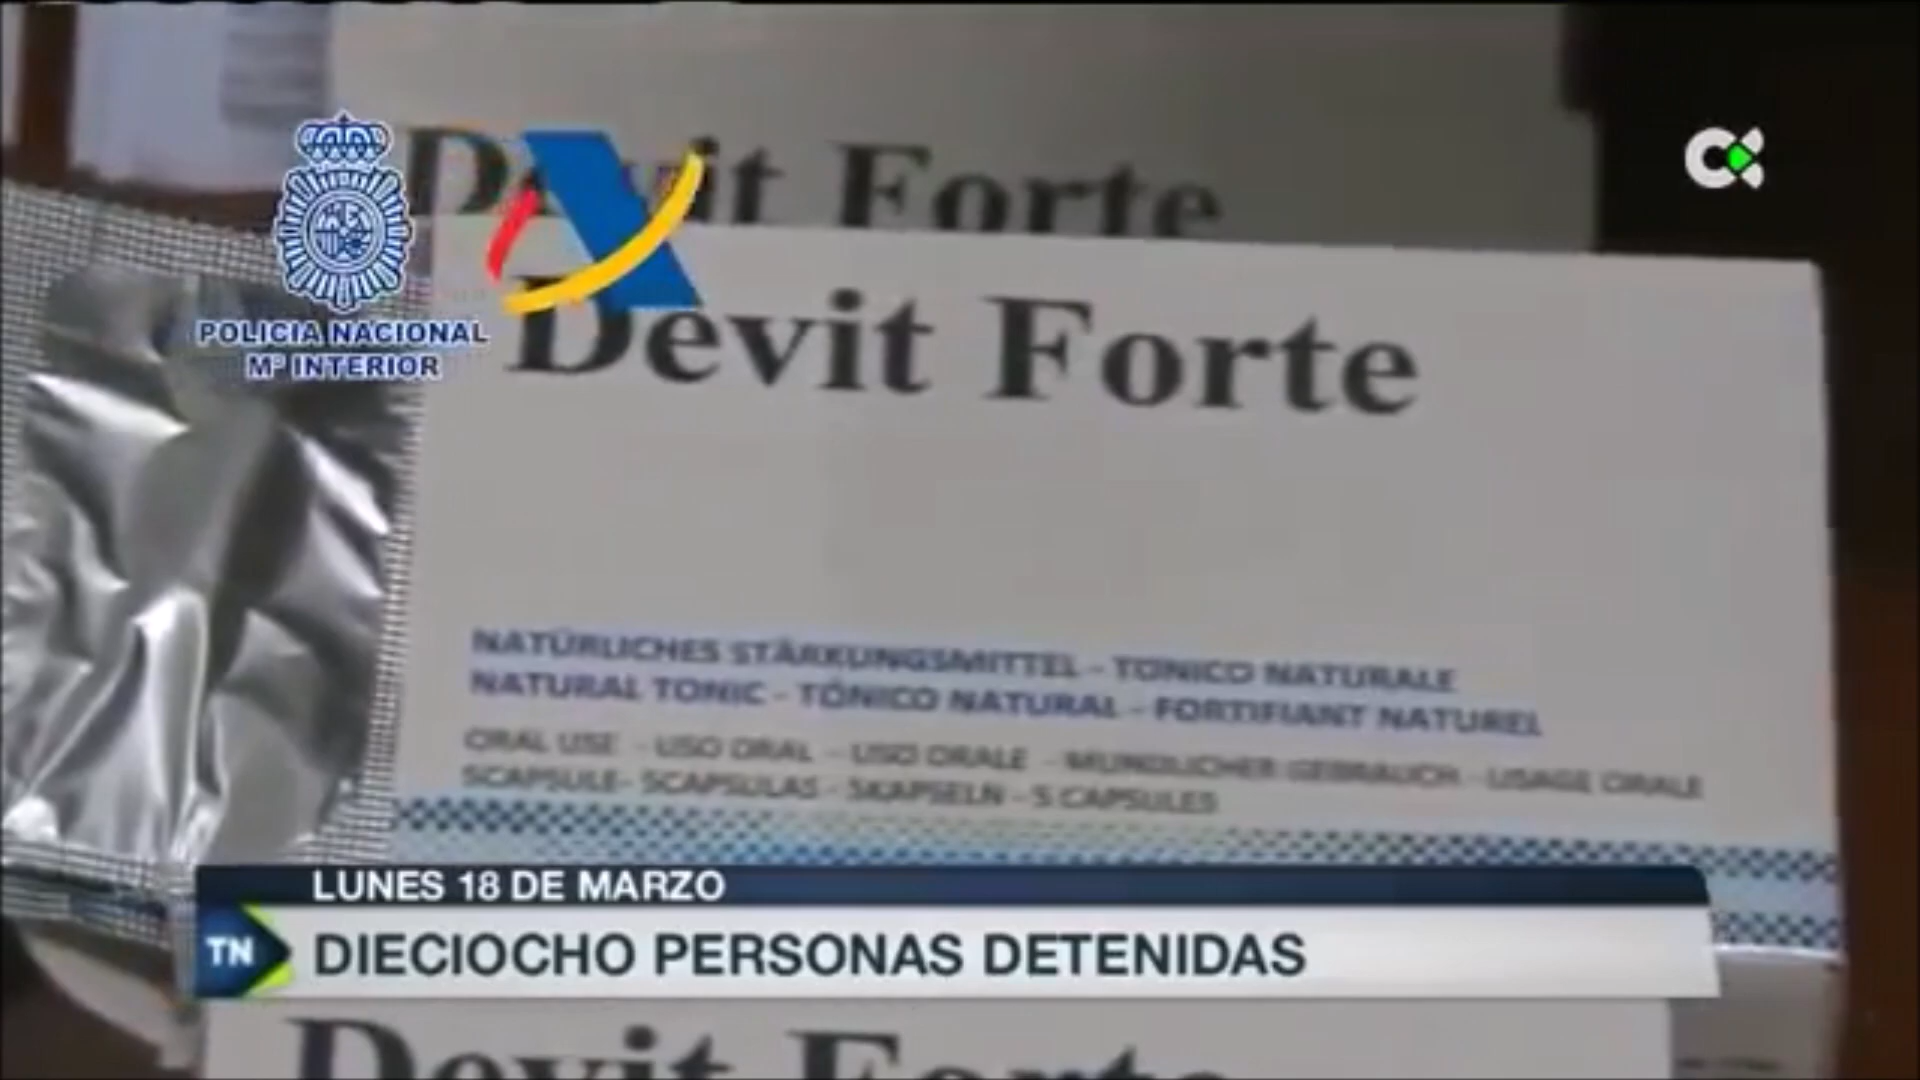 Devit Forte
Devit Forte
POLICIA NACIONAL
Mº INTERIOR
NATÜRLICHES STÄRKUNGSMITTEL - TONICO NATURALE
NATURAL TONIC - TÓNICO NATURAL - FORTIFIANT NATUREL
ORAL USE - USO ORAL - USO ORALE - MUNDLICHER GEBRAUCH - USAGE ORALE
5CAPSULE- 5CAPSULAS - 5KAPSELN - 5 CAPSULES
LUNES 18 DE MARZO
TN
DIECIOCHO PERSONAS DETENIDAS
Devit Forte